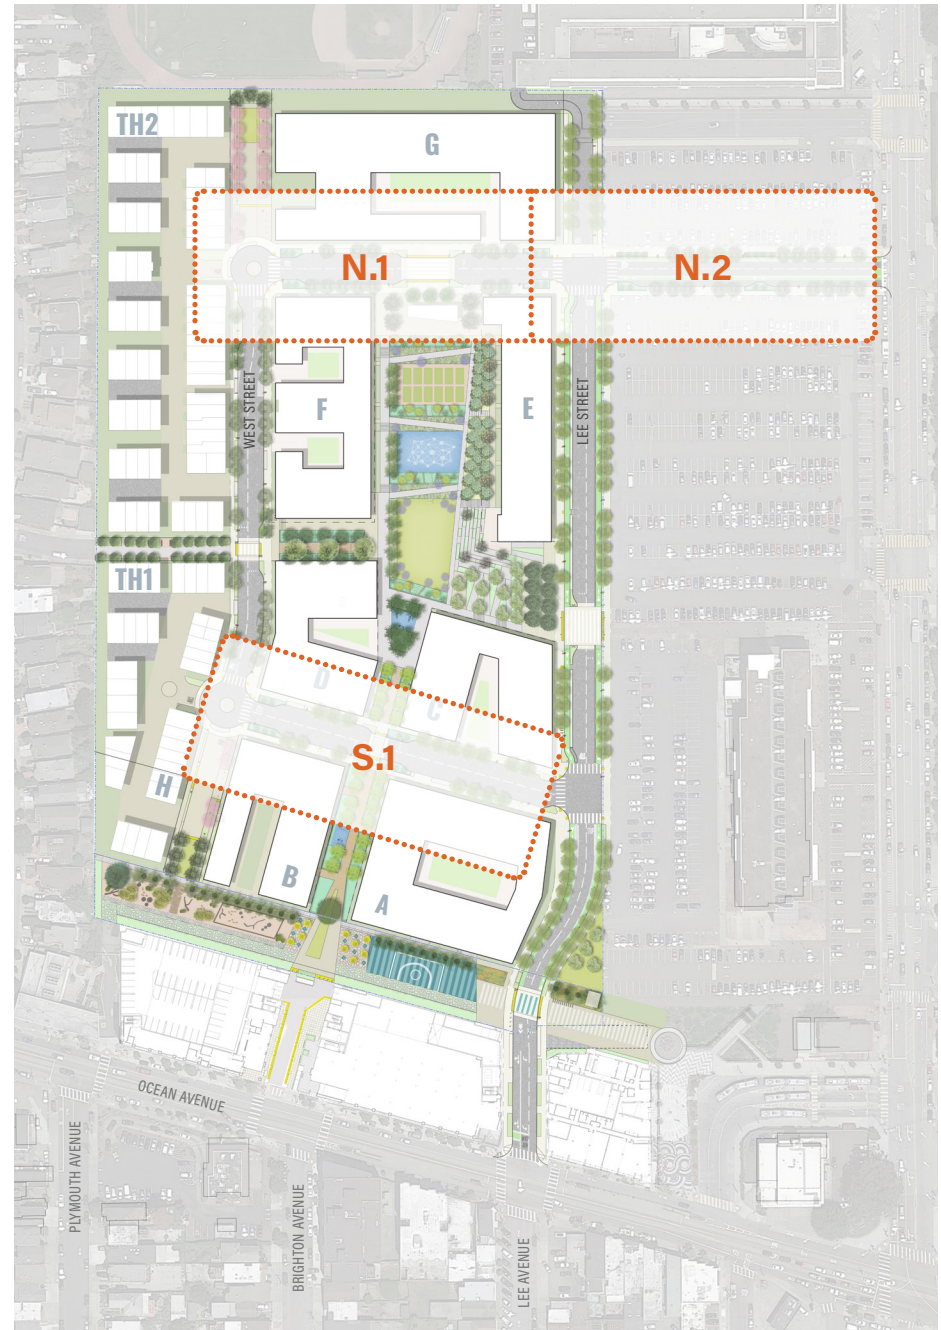 TH2
G
N.1
N.2
WEST STREET
F
E
LEE STREET
TH1
D
C
S.1
H
B
A
OCEAN AVENUE
PLYMOUTH AVENUE
BRIGHTON AVENUE
LEE AVENUE